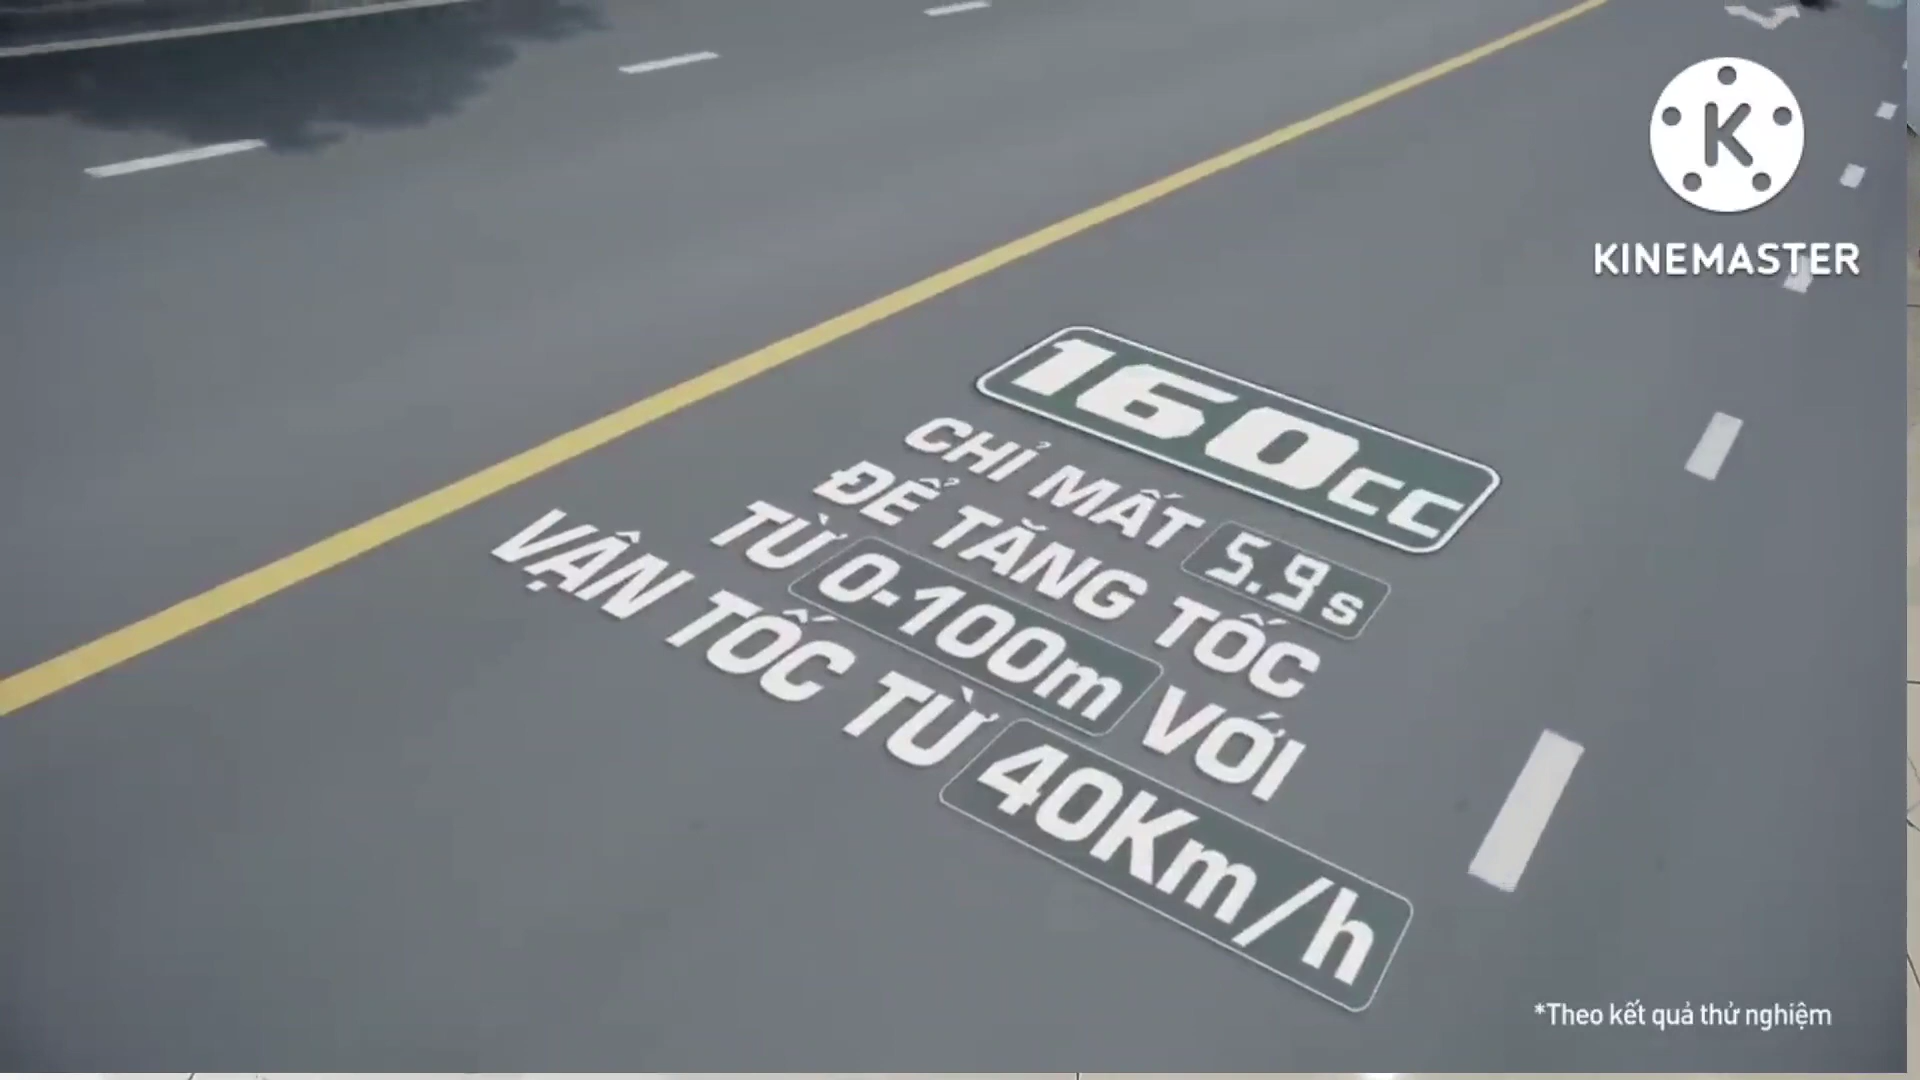 K
KINEMASTER
160cc
CHỈ MẤT 5.9s
ĐỂ TĂNG TỐC
TỪ 0-100m VỚI
VẬN TỐC TỪ 40Km/h
*Theo kết quả thử nghiệm